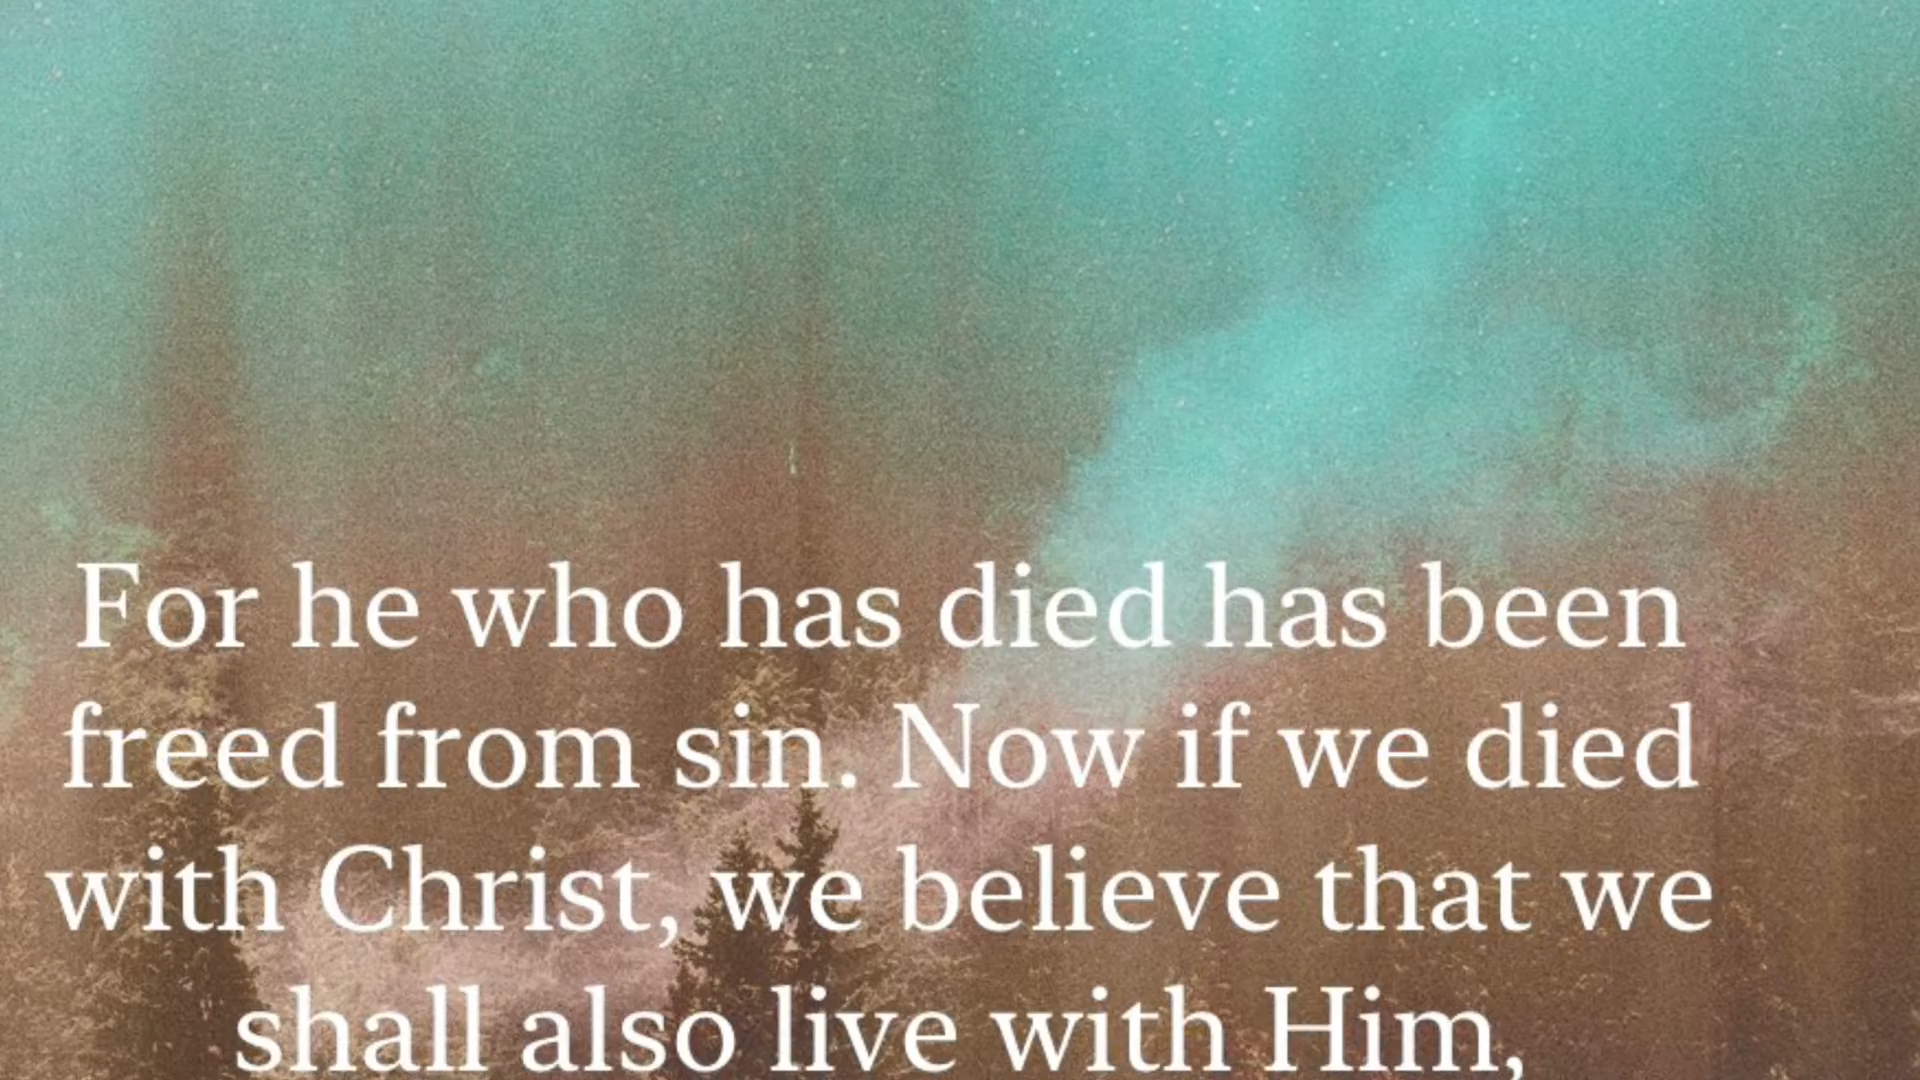 For he who has died has been
freed from sin. Now if we died
with Christ, we believe that we
shall also live with Him,